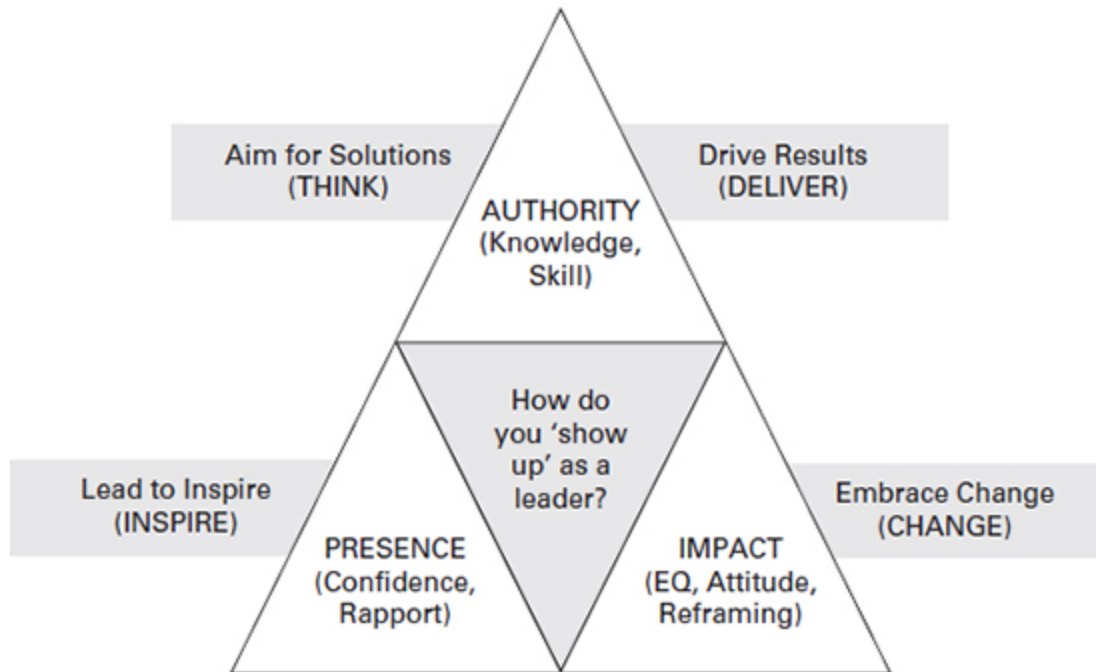 Aim for Solutions
(THINK)
Drive Results
(DELIVER)
AUTHORITY
(Knowledge,
Skill)
How do
you ‘show
up’ as a
leader?
Lead to Inspire
(INSPIRE)
Embrace Change
(CHANGE)
PRESENCE
(Confidence,
Rapport)
IMPACT
(EQ, Attitude,
Reframing)